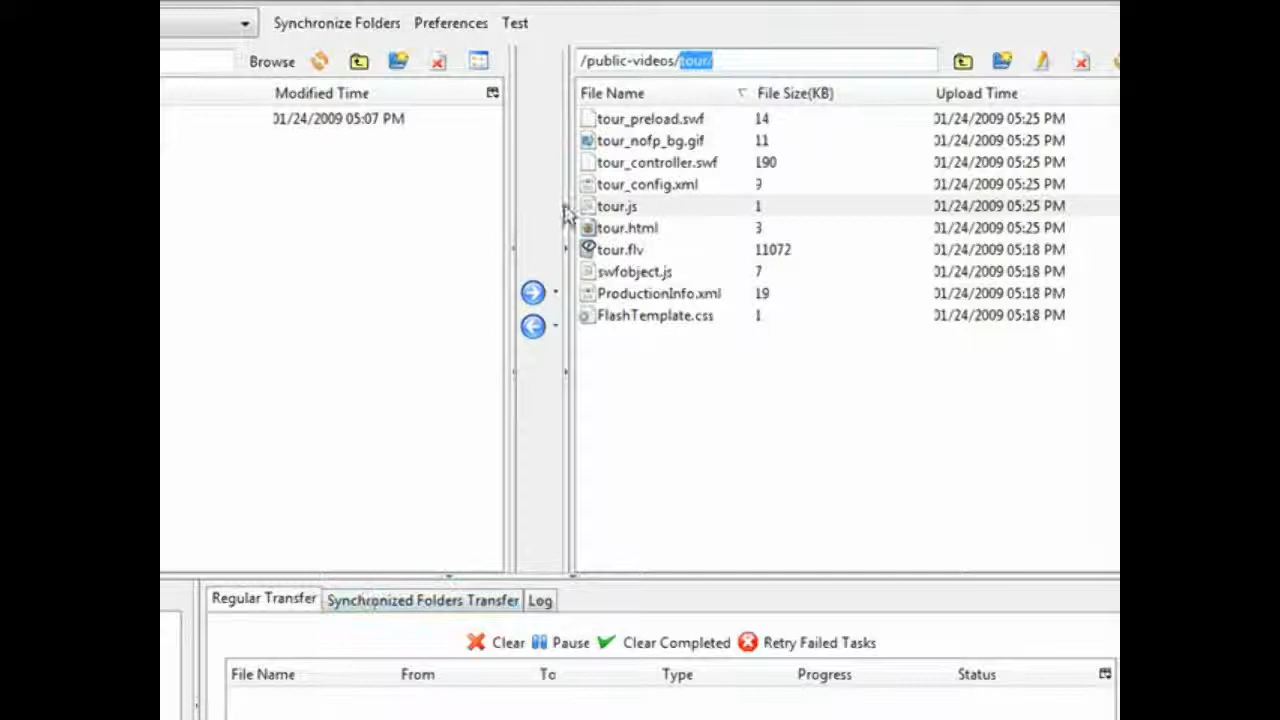 Synchronize Folders Preferences Test
Browse /public-videos/tour/
Modified Time File Name File Size(KB) Upload Time
01/24/2009 05:07 PM tour_preload.swf 14 01/24/2009 05:25 PM
tour_nofp_bg.gif 11 01/24/2009 05:25 PM
tour_controller.swf 190 01/24/2009 05:25 PM
tour_config.xml 9 01/24/2009 05:25 PM
tour.js 1 01/24/2009 05:25 PM
tour.html 3 01/24/2009 05:25 PM
tour.flv 11072 01/24/2009 05:18 PM
swfobject.js 7 01/24/2009 05:18 PM
ProductionInfo.xml 19 01/24/2009 05:18 PM
FlashTemplate.css 1 01/24/2009 05:18 PM
Regular Transfer Synchronized Folders Transfer Log
Clear Pause Clear Completed Retry Failed Tasks
File Name From To Type Progress Status